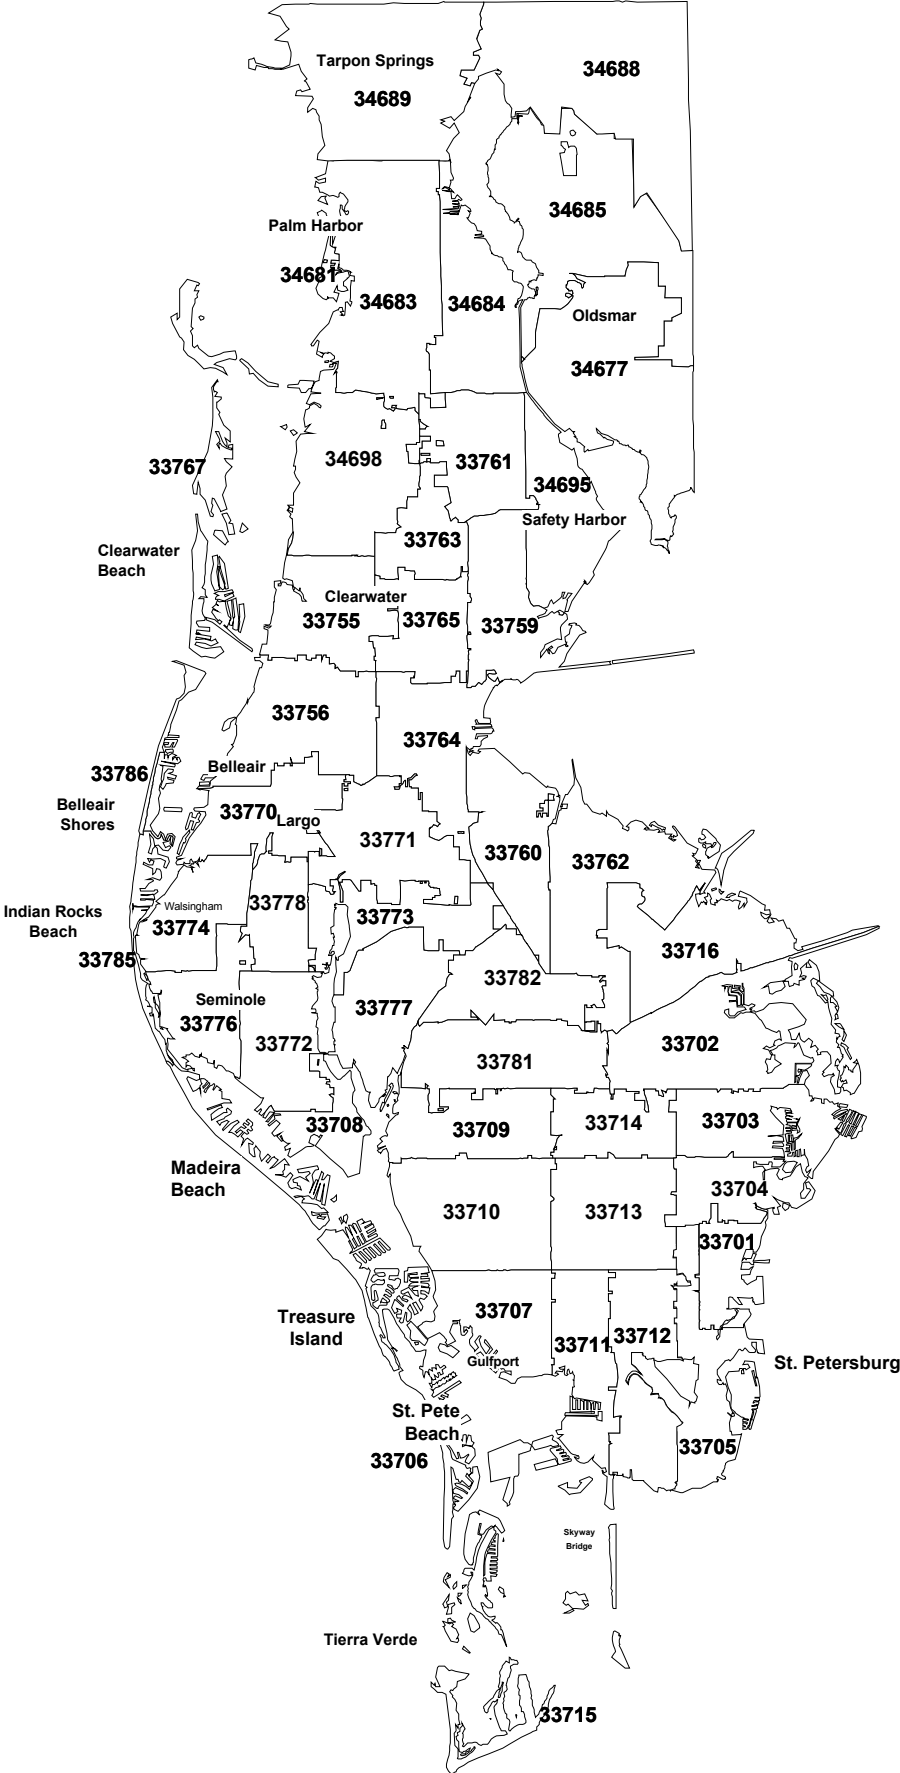 Tarpon Springs
34689
34688
34685
Palm Harbor
34681
34683
34684
Oldsmar
34677
33767
34698
33761
34695
Safety Harbor
33763
Clearwater
Beach
Clearwater
33755
33765
33759
33756
33764
Belleair
33786
Belleair
Shores
33770
Largo
33771
33760
33762
Walsingham
33778
Indian Rocks
Beach
33774
33773
33716
33785
33782
Seminole
33776
33777
33772
33702
33781
33708
33709
33714
33703
Madeira
Beach
33704
33710
33713
33701
Treasure
Island
33707
33711
33712
Gulfport
St. Petersburg
St. Pete
Beach
33706
33705
Skyway
Bridge
Tierra Verde
33715